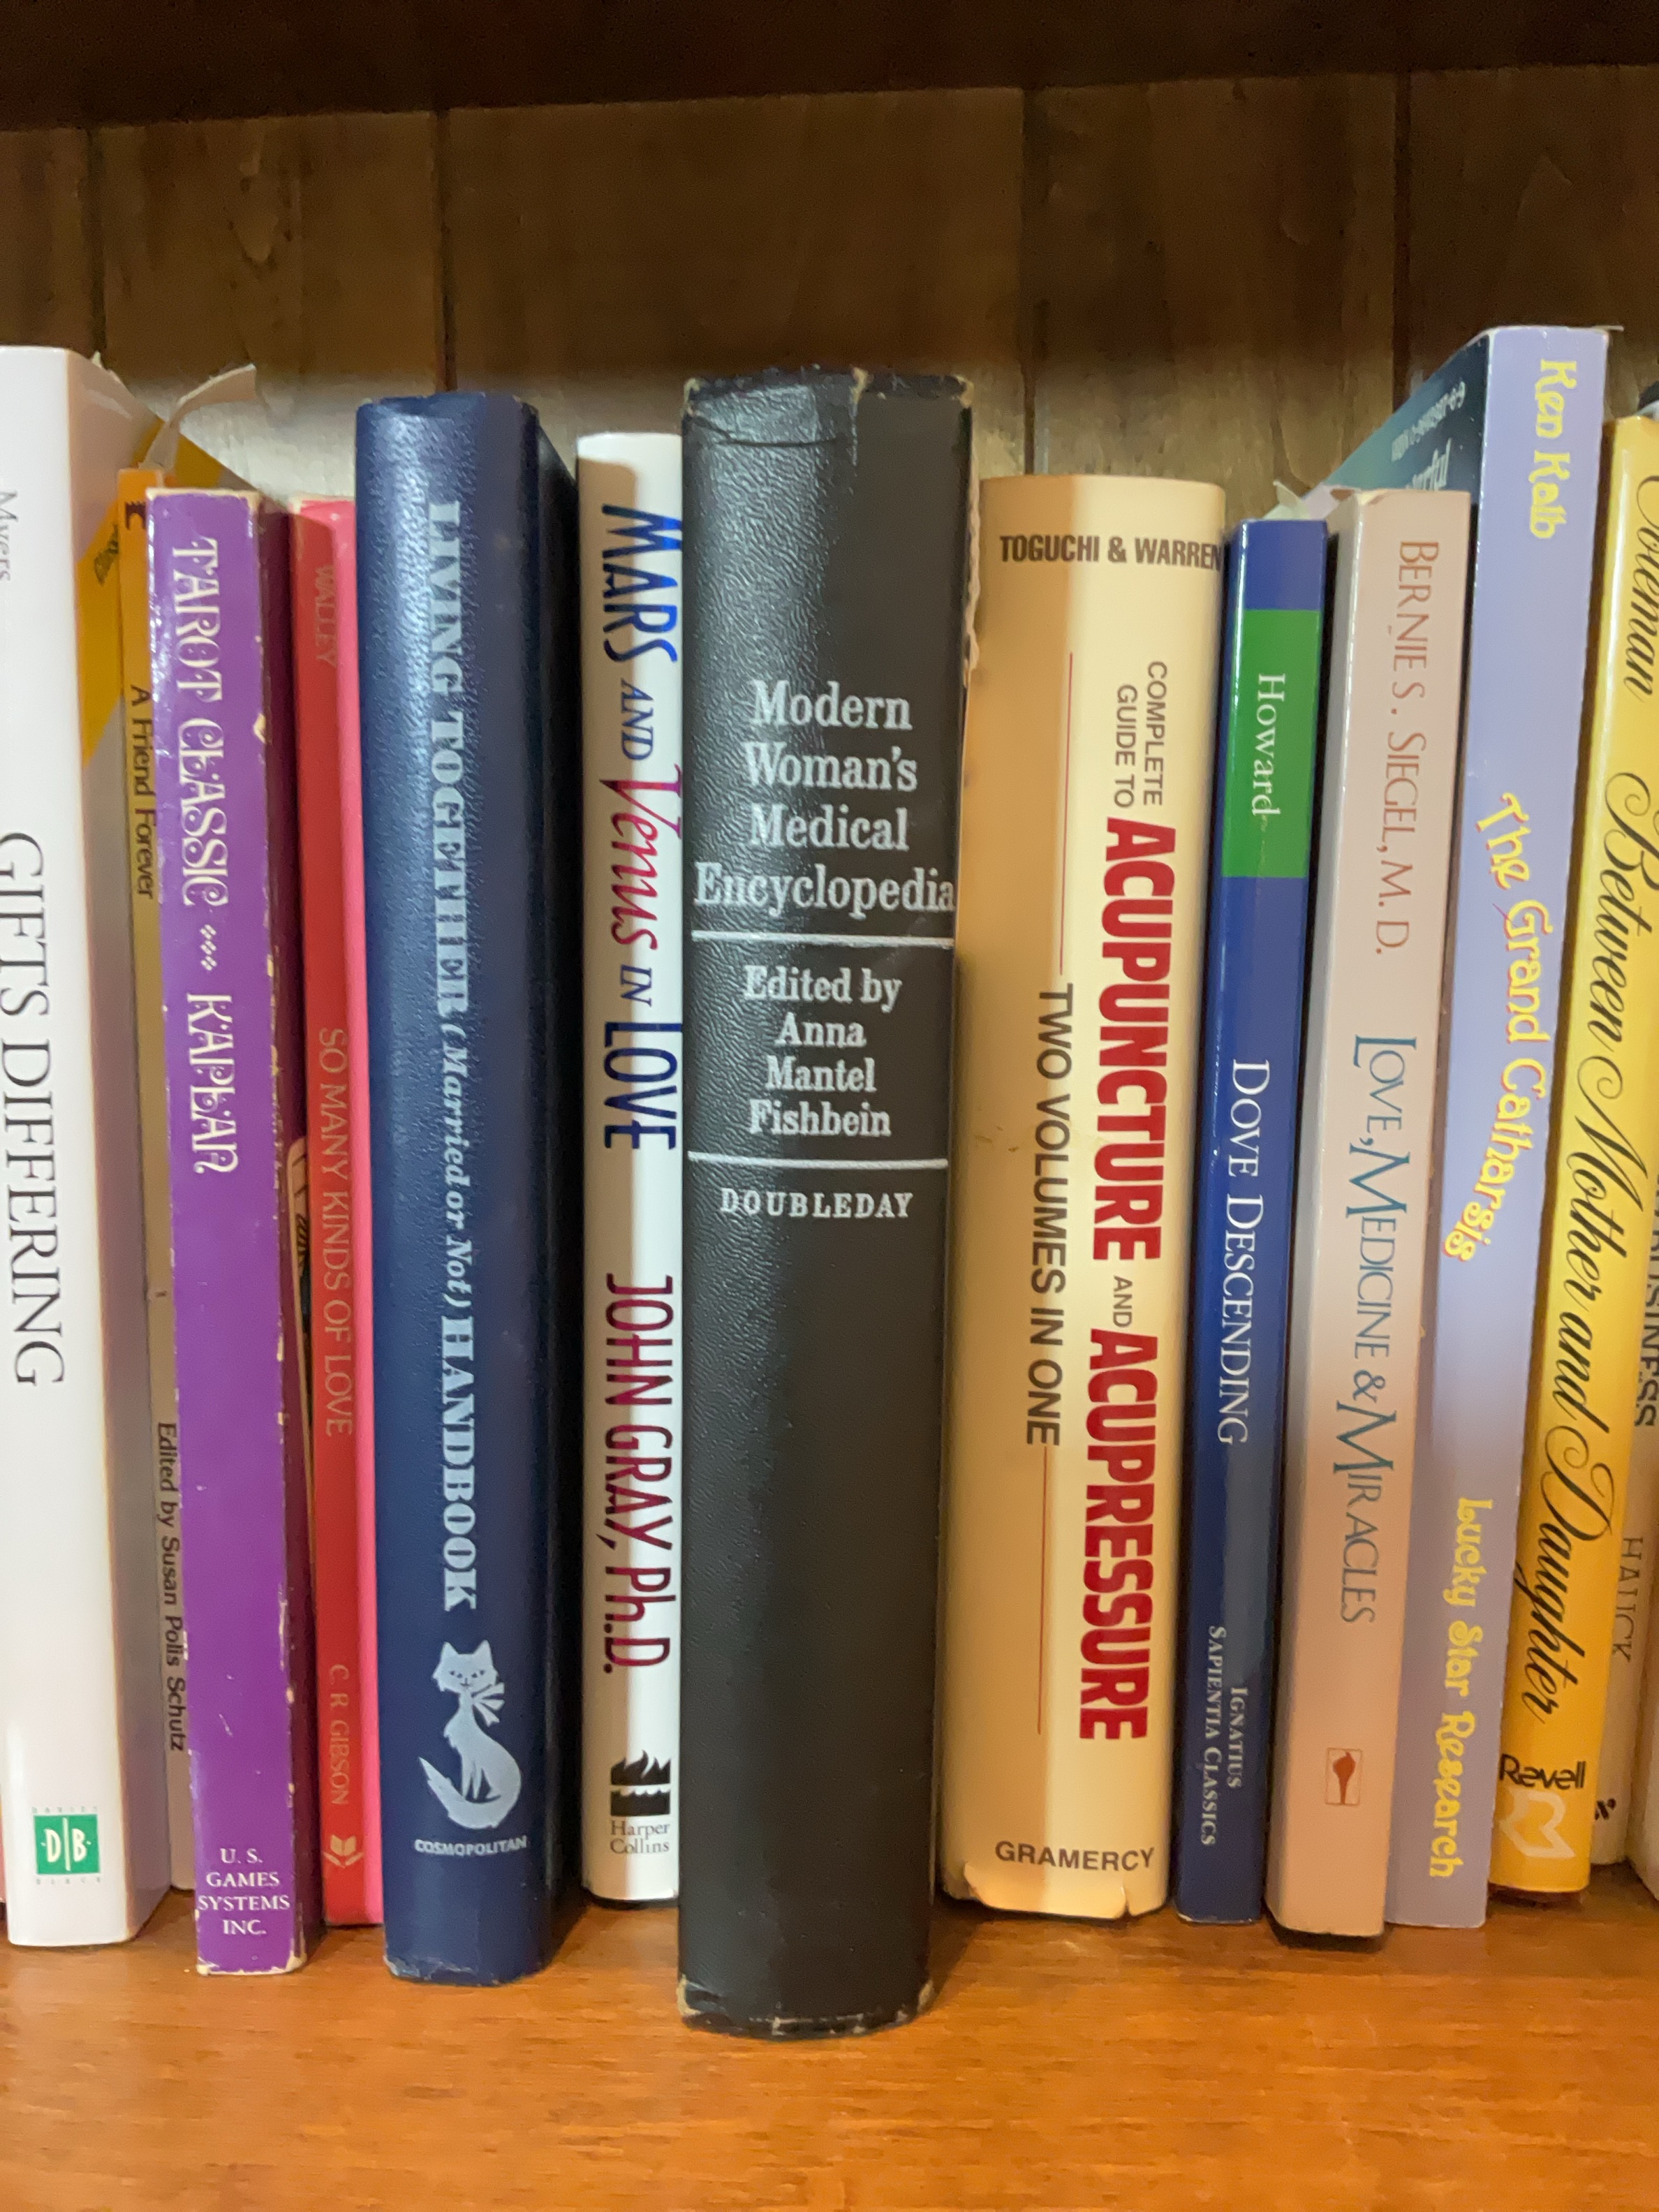 Myers
GIFTS DIFFERING
D B
A Friend Forever
Edited by Susan Polis Schutz
TAROT CLASSIC
KAPLAN
U. S.
GAMES
SYSTEMS
INC.
WALLEY
SO MANY KINDS OF LOVE
C. R. GIBSON
LIVING TOGETHER (Married or Not) HANDBOOK
COSMOPOLITAN
MARS AND Venus IN LOVE
JOHN GRAY, Ph.D.
Harper
Collins
Modern
Woman's
Medical
Encyclopedia
Edited by
Anna
Mantel
Fishbein
DOUBLEDAY
TOGUCHI & WARREN
COMPLETE
GUIDE TO
ACUPUNCTURE AND ACUPRESSURE
TWO VOLUMES IN ONE
GRAMERCY
Howard
DOVE DESCENDING
IGNATIUS
SAPIENTIA CLASSICS
BERNIE S. SIEGEL, M.D.
LOVE, MEDICINE & MIRACLES
Ken Kalb
The Grand Catharsis
Lucky Star Research
Between Mother and Daughter
Revell
HAUCK